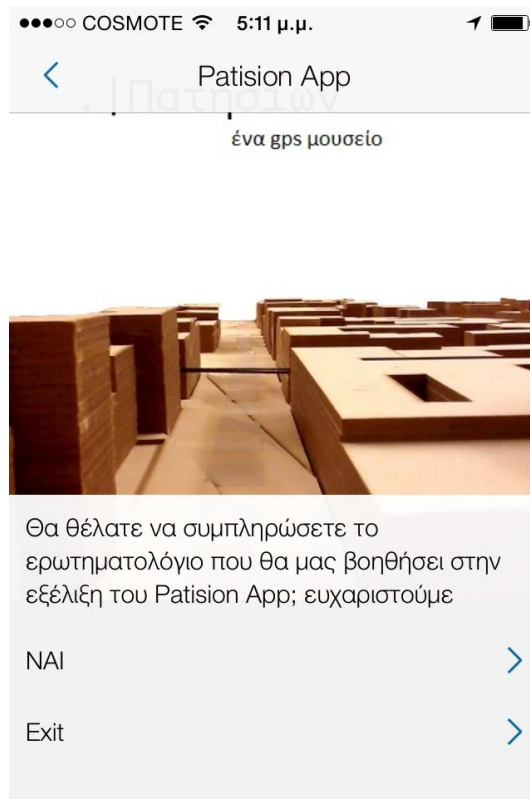 COSMOTE 5:11 μ.μ.
Patision App
.|Πατησίων
ένα gps μουσείο
Θα θέλατε να συμπληρώσετε το
ερωτηματολόγιο που θα μας βοηθήσει στην
εξέλιξη του Patision App; ευχαριστούμε
ΝΑΙ
Exit